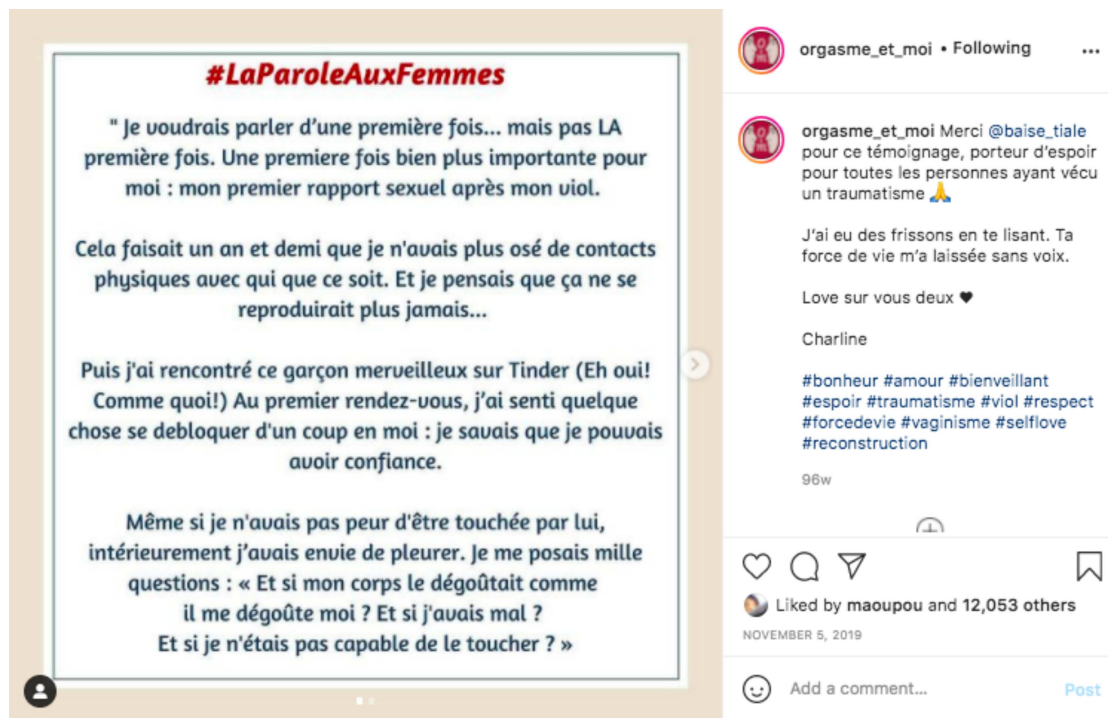 #LaParoleAuxFemmes
" Je voudrais parler d'une première fois... mais pas LA
première fois. Une premiere fois bien plus importante pour
moi : mon premier rapport sexuel après mon viol.
Cela faisait un an et demi que je n'avais plus osé de contacts
physiques avec qui que ce soit. Et je pensais que ça ne se
reproduirait plus jamais...
Puis j'ai rencontré ce garçon merveilleux sur Tinder (Eh oui!
Comme quoi!) Au premier rendez-vous, j'ai senti quelque
chose se debloquer d'un coup en moi : je savais que je pouvais
avoir confiance.
Même si je n'avais pas peur d'être touchée par lui,
intérieurement j'avais envie de pleurer. Je me posais mille
questions : « Et si mon corps le dégoûtait comme
il me dégoûte moi ? Et si j'avais mal ?
Et si je n'étais pas capable de le toucher ? »
orgasme_et_moi • Following
orgasme_et_moi Merci @baise_tiale
pour ce témoignage, porteur d'espoir
pour toutes les personnes ayant vécu
un traumatisme 🙏
J'ai eu des frissons en te lisant. Ta
force de vie m'a laissée sans voix.
Love sur vous deux ♥
Charline
#bonheur #amour #bienveillant
#espoir #traumatisme #viol #respect
#forcedevie #vaginisme #selflove
#reconstruction
96w
Liked by maoupou and 12,053 others
NOVEMBER 5, 2019
Add a comment...
Post